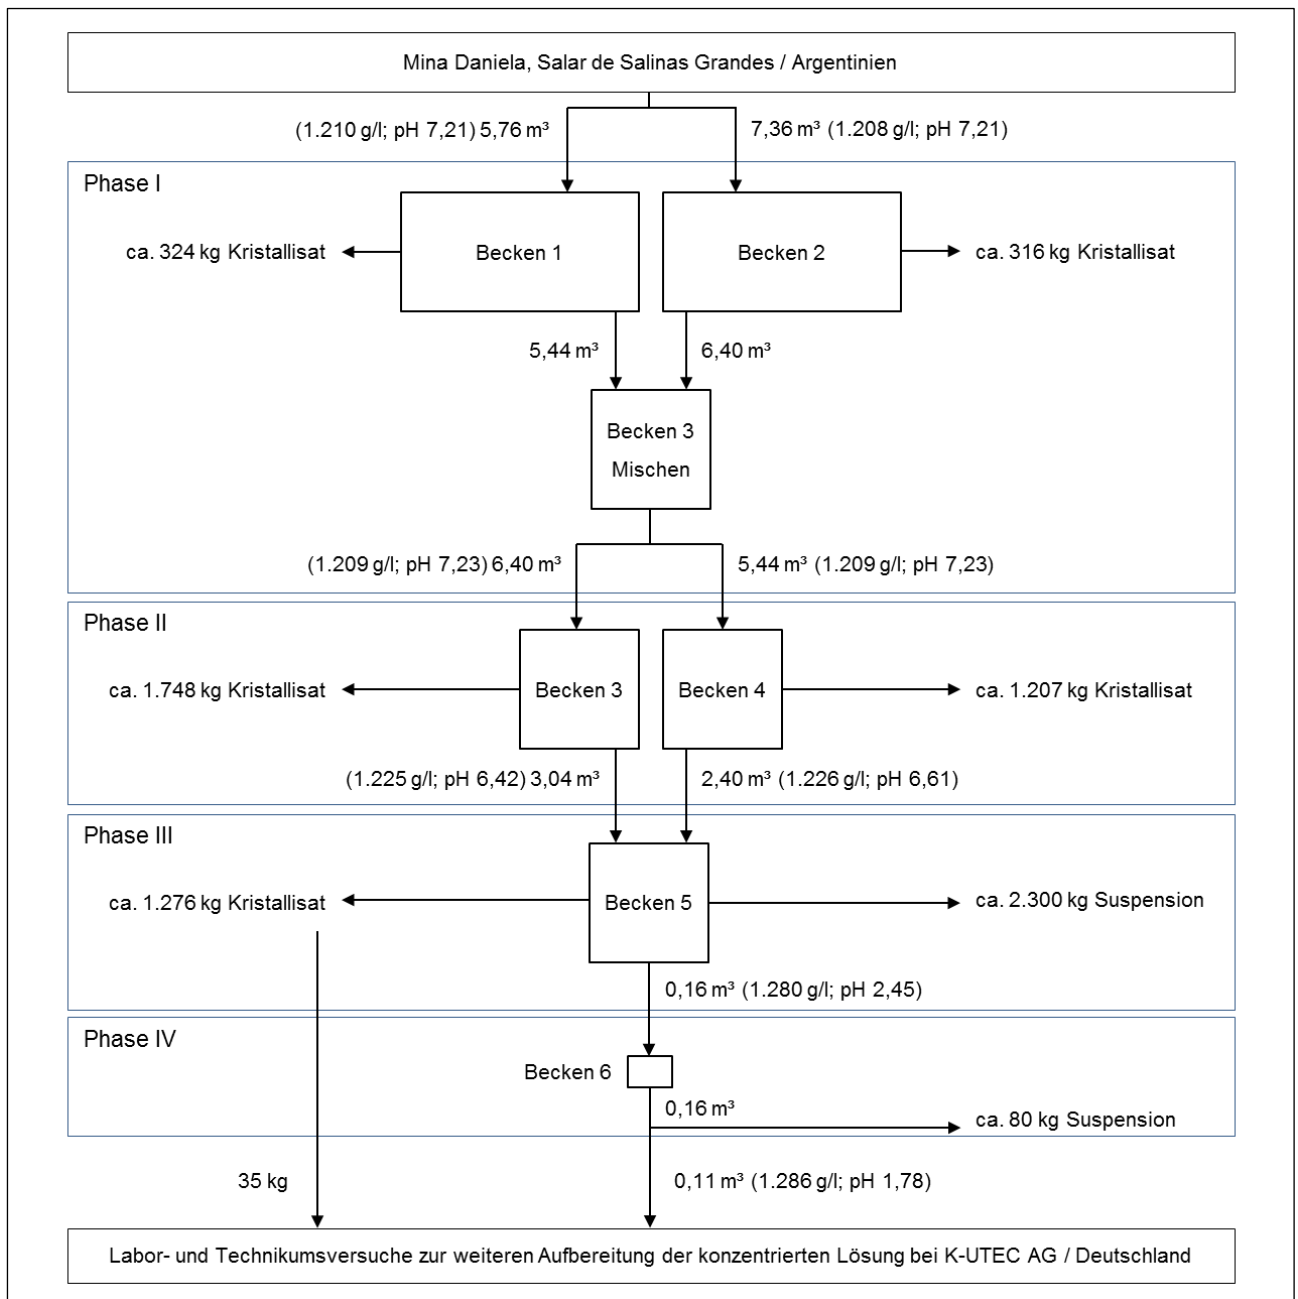 Mina Daniela, Salar de Salinas Grandes / Argentinien
(1.210 g/l; pH 7,21) 5,76 m³
7,36 m³ (1.208 g/l; pH 7,21)
Phase I
ca. 324 kg Kristallisat
Becken 1
Becken 2
ca. 316 kg Kristallisat
5,44 m³
6,40 m³
Becken 3
Mischen
(1.209 g/l; pH 7,23) 6,40 m³
5,44 m³ (1.209 g/l; pH 7,23)
Phase II
ca. 1.748 kg Kristallisat
Becken 3
Becken 4
ca. 1.207 kg Kristallisat
(1.225 g/l; pH 6,42) 3,04 m³
2,40 m³ (1.226 g/l; pH 6,61)
Phase III
ca. 1.276 kg Kristallisat
Becken 5
ca. 2.300 kg Suspension
0,16 m³ (1.280 g/l; pH 2,45)
Phase IV
Becken 6
0,16 m³
ca. 80 kg Suspension
35 kg
0,11 m³ (1.286 g/l; pH 1,78)
Labor- und Technikumsversuche zur weiteren Aufbereitung der konzentrierten Lösung bei K-UTEC AG / Deutschland